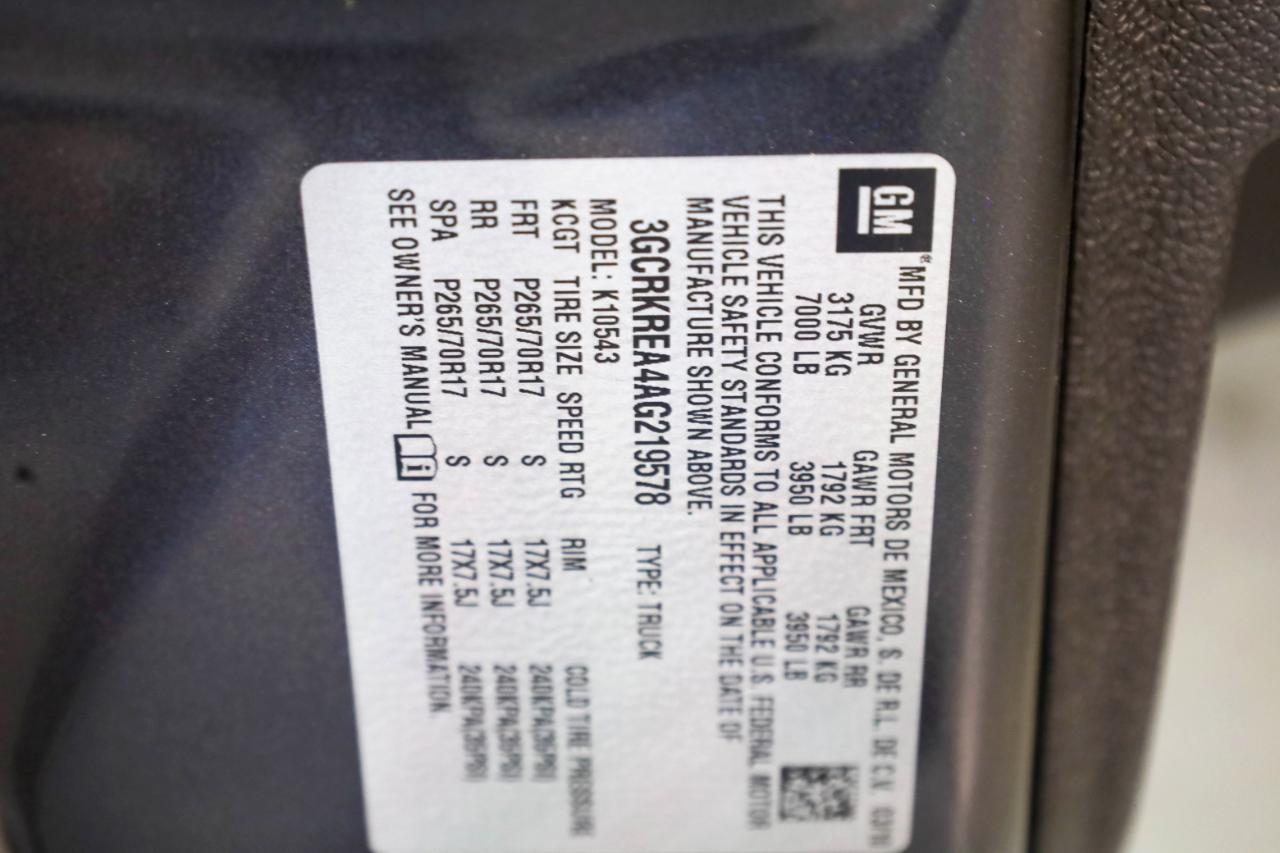 GM® MFD BY GENERAL MOTORS DE MEXICO, S. DE R.L. DE C.V. 03/10
GVWR GAWR FRT GAWR RR
3175 KG 1792 KG 1792 KG
7000 LB 3950 LB 3950 LB
THIS VEHICLE CONFORMS TO ALL APPLICABLE U.S. FEDERAL MOTOR
VEHICLE SAFETY STANDARDS IN EFFECT ON THE DATE OF
MANUFACTURE SHOWN ABOVE.
3GCRKREA4AG219578 TYPE: TRUCK
MODEL: K10543
KCGT TIRE SIZE SPEED RTG RIM COLD TIRE PRESSURE
FRT P265/70R17 S 17X7.5J 240KPA(35PSI)
RR P265/70R17 S 17X7.5J 240KPA(35PSI)
SPA P265/70R17 S 17X7.5J 240KPA(35PSI)
SEE OWNER'S MANUAL FOR MORE INFORMATION.